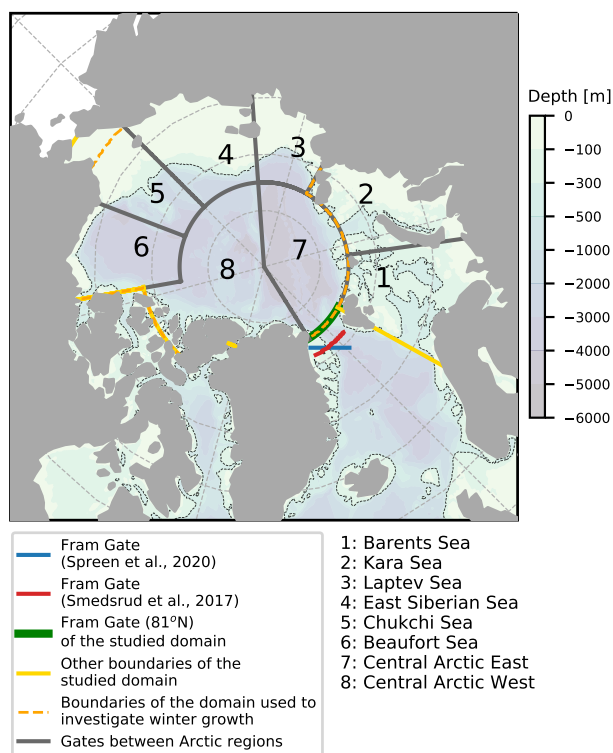 Depth [m]
0
−100
−300
−500
−700
−1000
−2000
−3000
−4000
−5000
−6000
1
2
3
4
5
6
7
8
Fram Gate
(Spreen et al., 2020)
Fram Gate
(Smedsrud et al., 2017)
Fram Gate (81°N)
of the studied domain
Other boundaries of the
studied domain
Boundaries of the domain used to
investigate winter growth
Gates between Arctic regions
1: Barents Sea
2: Kara Sea
3: Laptev Sea
4: East Siberian Sea
5: Chukchi Sea
6: Beaufort Sea
7: Central Arctic East
8: Central Arctic West